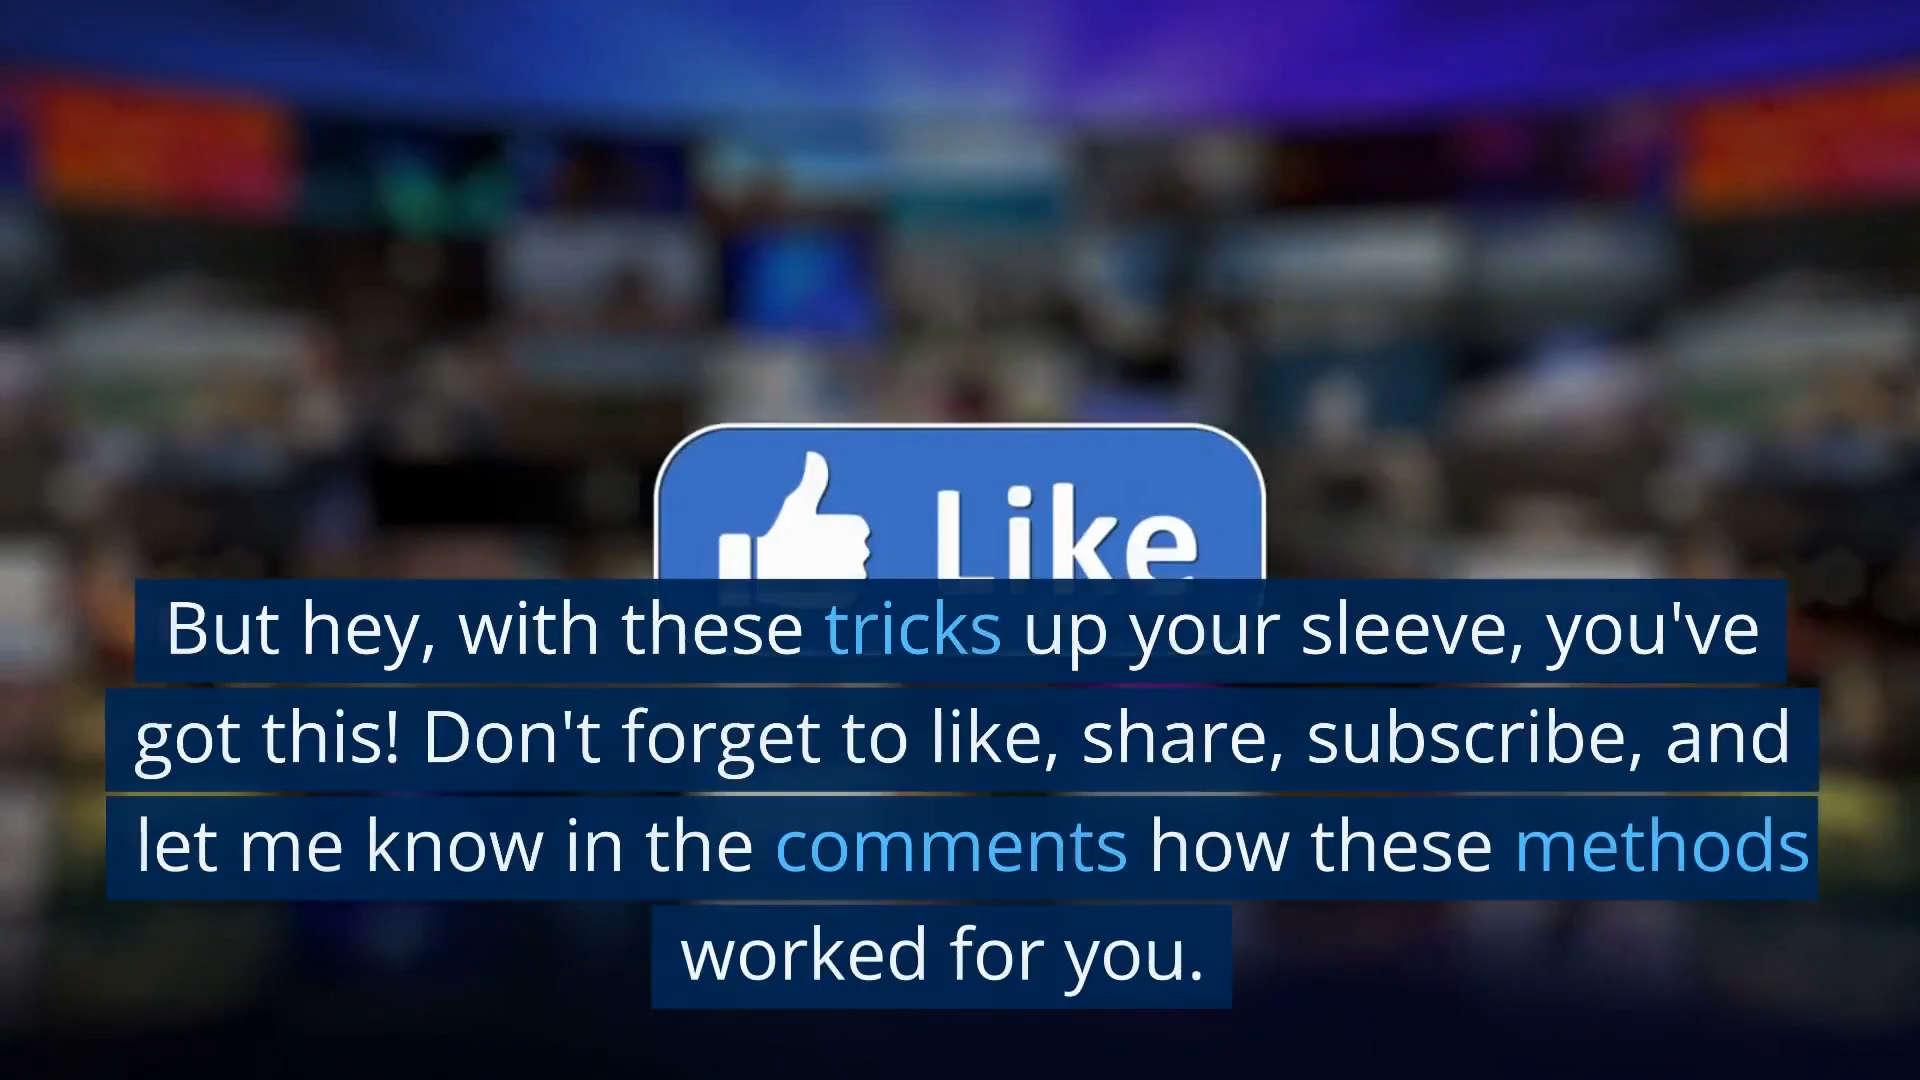 Like
But hey, with these tricks up your sleeve, you've
got this! Don't forget to like, share, subscribe, and
let me know in the comments how these methods
worked for you.